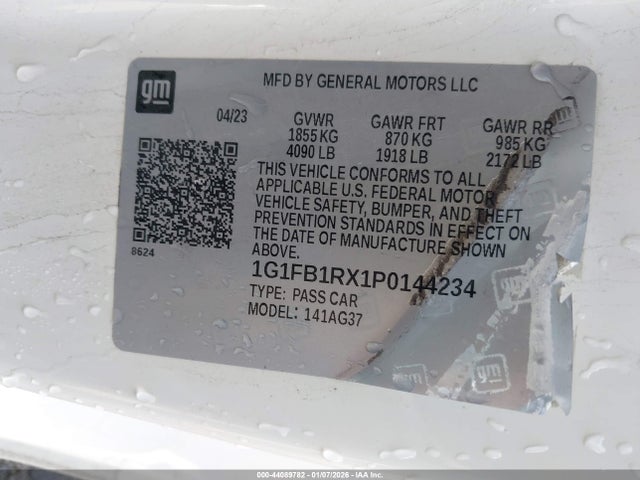 gm
MFD BY GENERAL MOTORS LLC
04/23 GVWR GAWR FRT GAWR RR
1855 KG 870 KG 985 KG
4090 LB 1918 LB 2172 LB
THIS VEHICLE CONFORMS TO ALL
APPLICABLE U.S. FEDERAL MOTOR
VEHICLE SAFETY, BUMPER, AND THEFT
PREVENTION STANDARDS IN EFFECT ON
THE DATE OF MANUFACTURE SHOWN
ABOVE.
8624
1G1FB1RX1P0144234
TYPE: PASS CAR
MODEL: 141AG37
gm
000-44089782 - 01/07/2026 - IAAI.COM